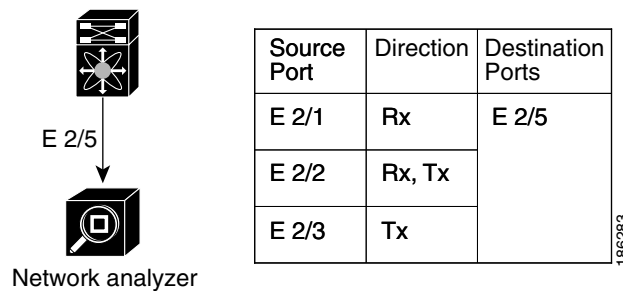 Source Port
Direction
Destination Ports
E 2/1
Rx
E 2/5
E 2/2
Rx, Tx
E 2/3
Tx
E 2/5
Network analyzer
186283